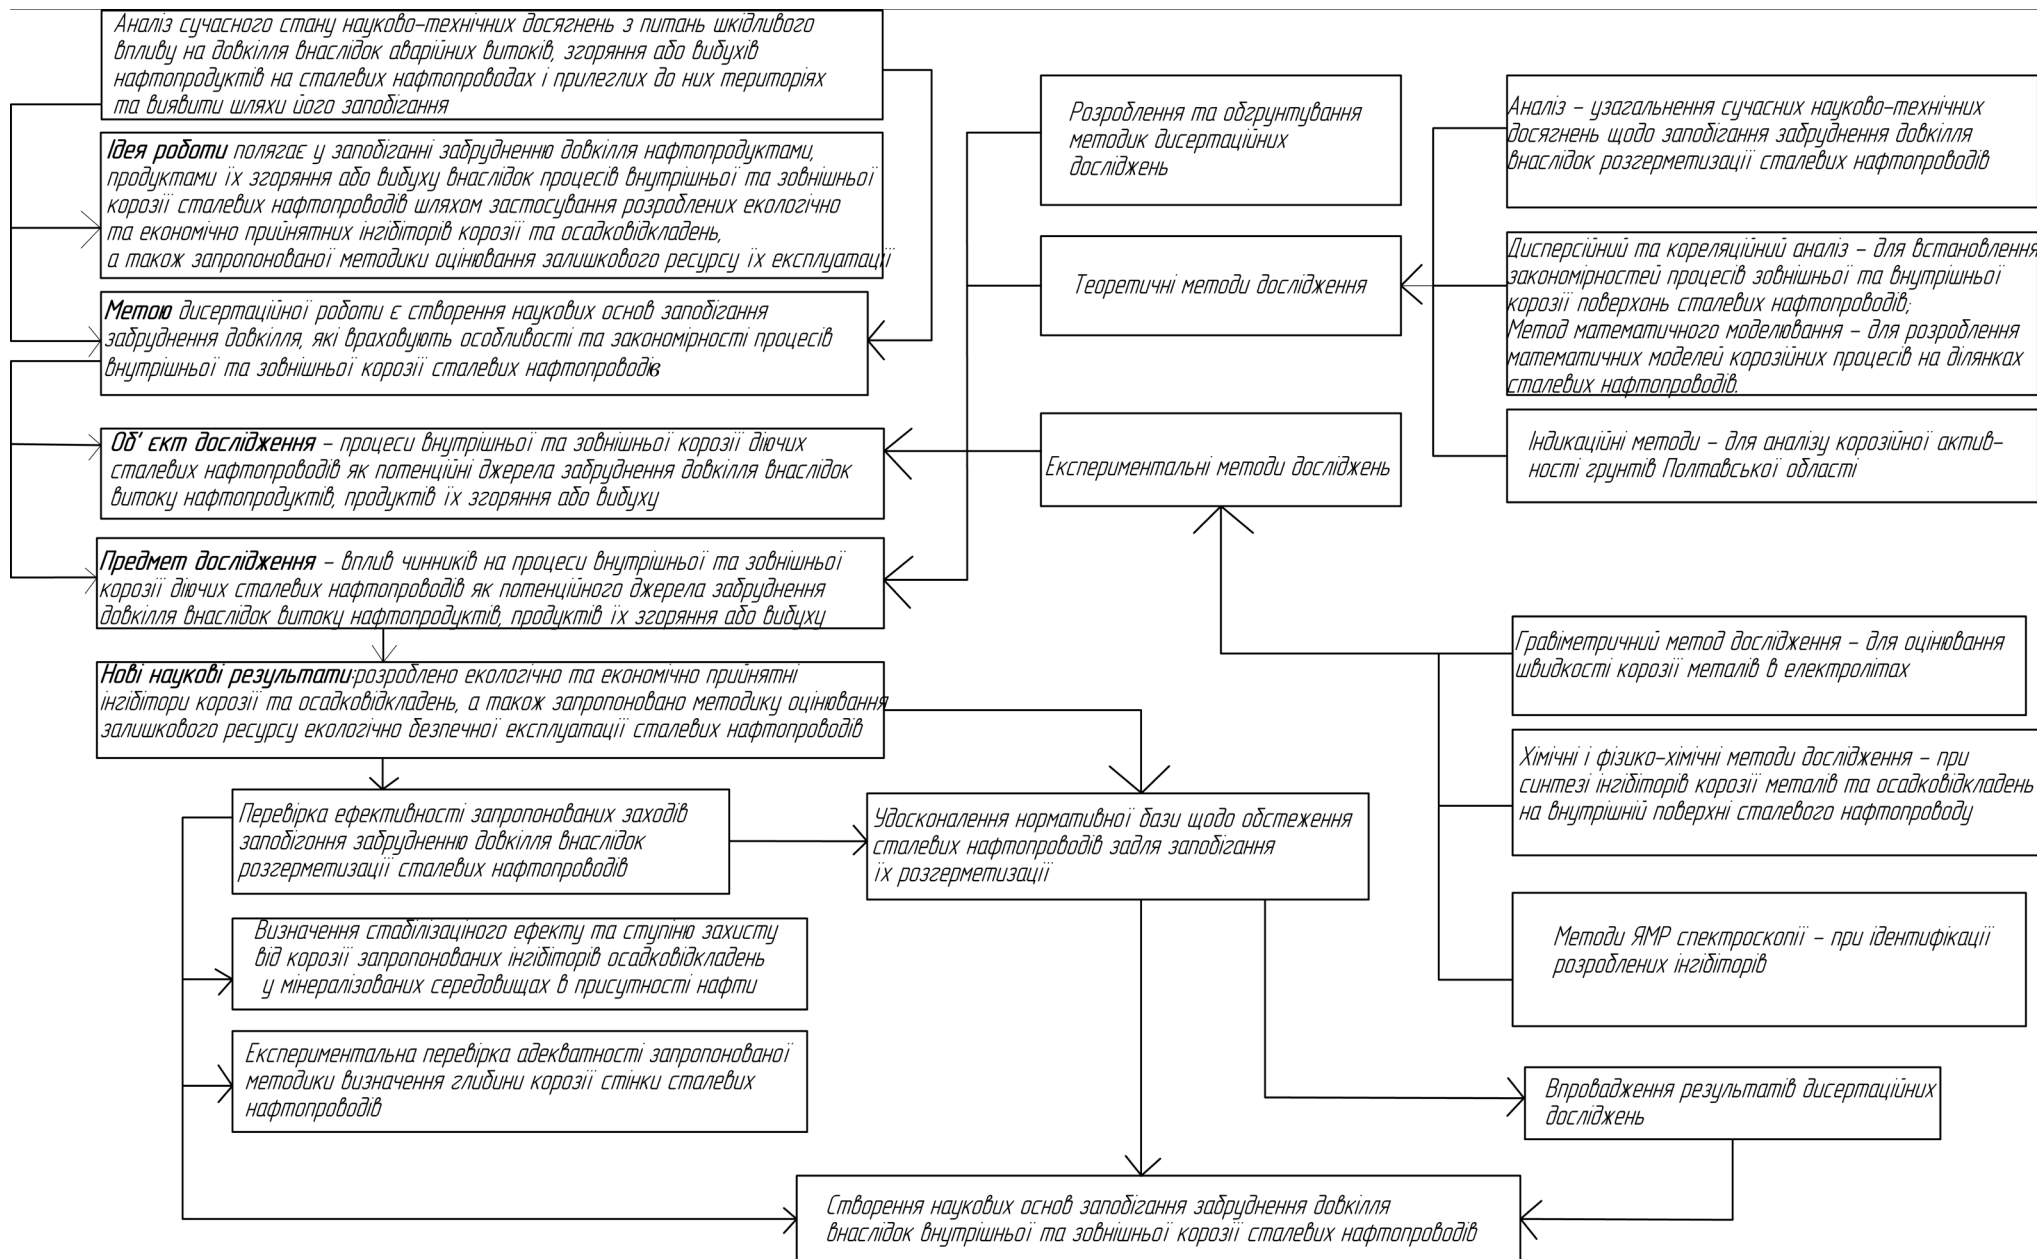 Аналіз сучасного стану науково-технічних досягнень з питань шкідливого
впливу на довкілля внаслідок аварійних витоків, згоряння або вибухів
нафтопродуктів на сталевих нафтопроводах і прилеглих до них територіях
та виявити шляхи його запобігання
Ідея роботи полягає у запобіганні забрудненню довкілля нафтопродуктами,
продуктами їх згоряння або вибуху внаслідок процесів внутрішньої та зовнішньої
корозії сталевих нафтопроводів шляхом застосування розроблених екологічно
та економічно прийнятних інгібіторів корозії та осадковідкладень,
а також запропонованої методики оцінювання залишкового ресурсу їх експлуатації
Метою дисертаційної роботи є створення наукових основ запобігання
забруднення довкілля, які враховують особливості та закономірності процесів
внутрішньої та зовнішньої корозії сталевих нафтопроводів
Об' єкт дослідження – процеси внутрішньої та зовнішньої корозії діючих
сталевих нафтопроводів як потенційні джерела забруднення довкілля внаслідок
витоку нафтопродуктів, продуктів їх згоряння або вибуху
Предмет дослідження – вплив чинників на процеси внутрішньої та зовнішньої
корозії діючих сталевих нафтопроводів як потенційного джерела забруднення
довкілля внаслідок витоку нафтопродуктів, продуктів їх згоряння або вибуху
Нові наукові результати:розроблено екологічно та економічно прийнятні
інгібітори корозії та осадковідкладень, а також запропоновано методику оцінювання
залишкового ресурсу екологічно безпечної експлуатації сталевих нафтопроводів
Перевірка ефективності запропонованих заходів
запобігоння забрудненню довкілля внаслідок
розгерметизації сталевих нафтопроводів
Визначення стабілізаціного ефекту та ступіню захисту
від корозії запропонованих інгібіторів осадковідкладень
у мінералізованих середовищах в присутності нафти
Експериментальна перевірка адекватності запропонованої
методики визначення глибини корозії стінки сталевих
нафтопроводів
Розроблення та обгрунтування
методик дисертаційних
досліджень
Теоретичні методи дослідження
Експериментальні методи досліджень
Удосконалення нормативної бази щодо обстеження
сталевих нафтопроводів задля запобігання
їх розгерметизації
Аналіз – узагальнення сучасних науково-технічних
досягнень щодо запобігання забруднення довкілля
внаслідок розгерметизації сталевих нафтопроводів
Дисперсійний та кореляційний аналіз – для встановлення
закономірностей процесів зовнішньої та внутрішньої
корозії поверхонь сталевих нафтопроводів;
Метод математичного моделювання – для розроблення
математичних моделей корозійних процесів на ділянках
сталевих нафтопроводів.
Індикаційні методи – для аналізу корозійної актив-
ності грунтів Полтавської області
Гравіметричний метод дослідження – для оцінювання
швидкості корозії металів в електролітах
Хімічні і фізико-хімічні методи дослідження – при
синтезі інгібіторів корозії металів та осадковідкладень
на внутрішній поверхні сталевого нафтопроводу
Методи ЯМР спектроскопії – при ідентифікації
розроблених інгібіторів
Впровадження результатів дисертаційних
досліджень
Створення наукових основ запобігання забруднення довкілля
внаслідок внутрішньої та зовнішньої корозії сталевих нафтопроводів